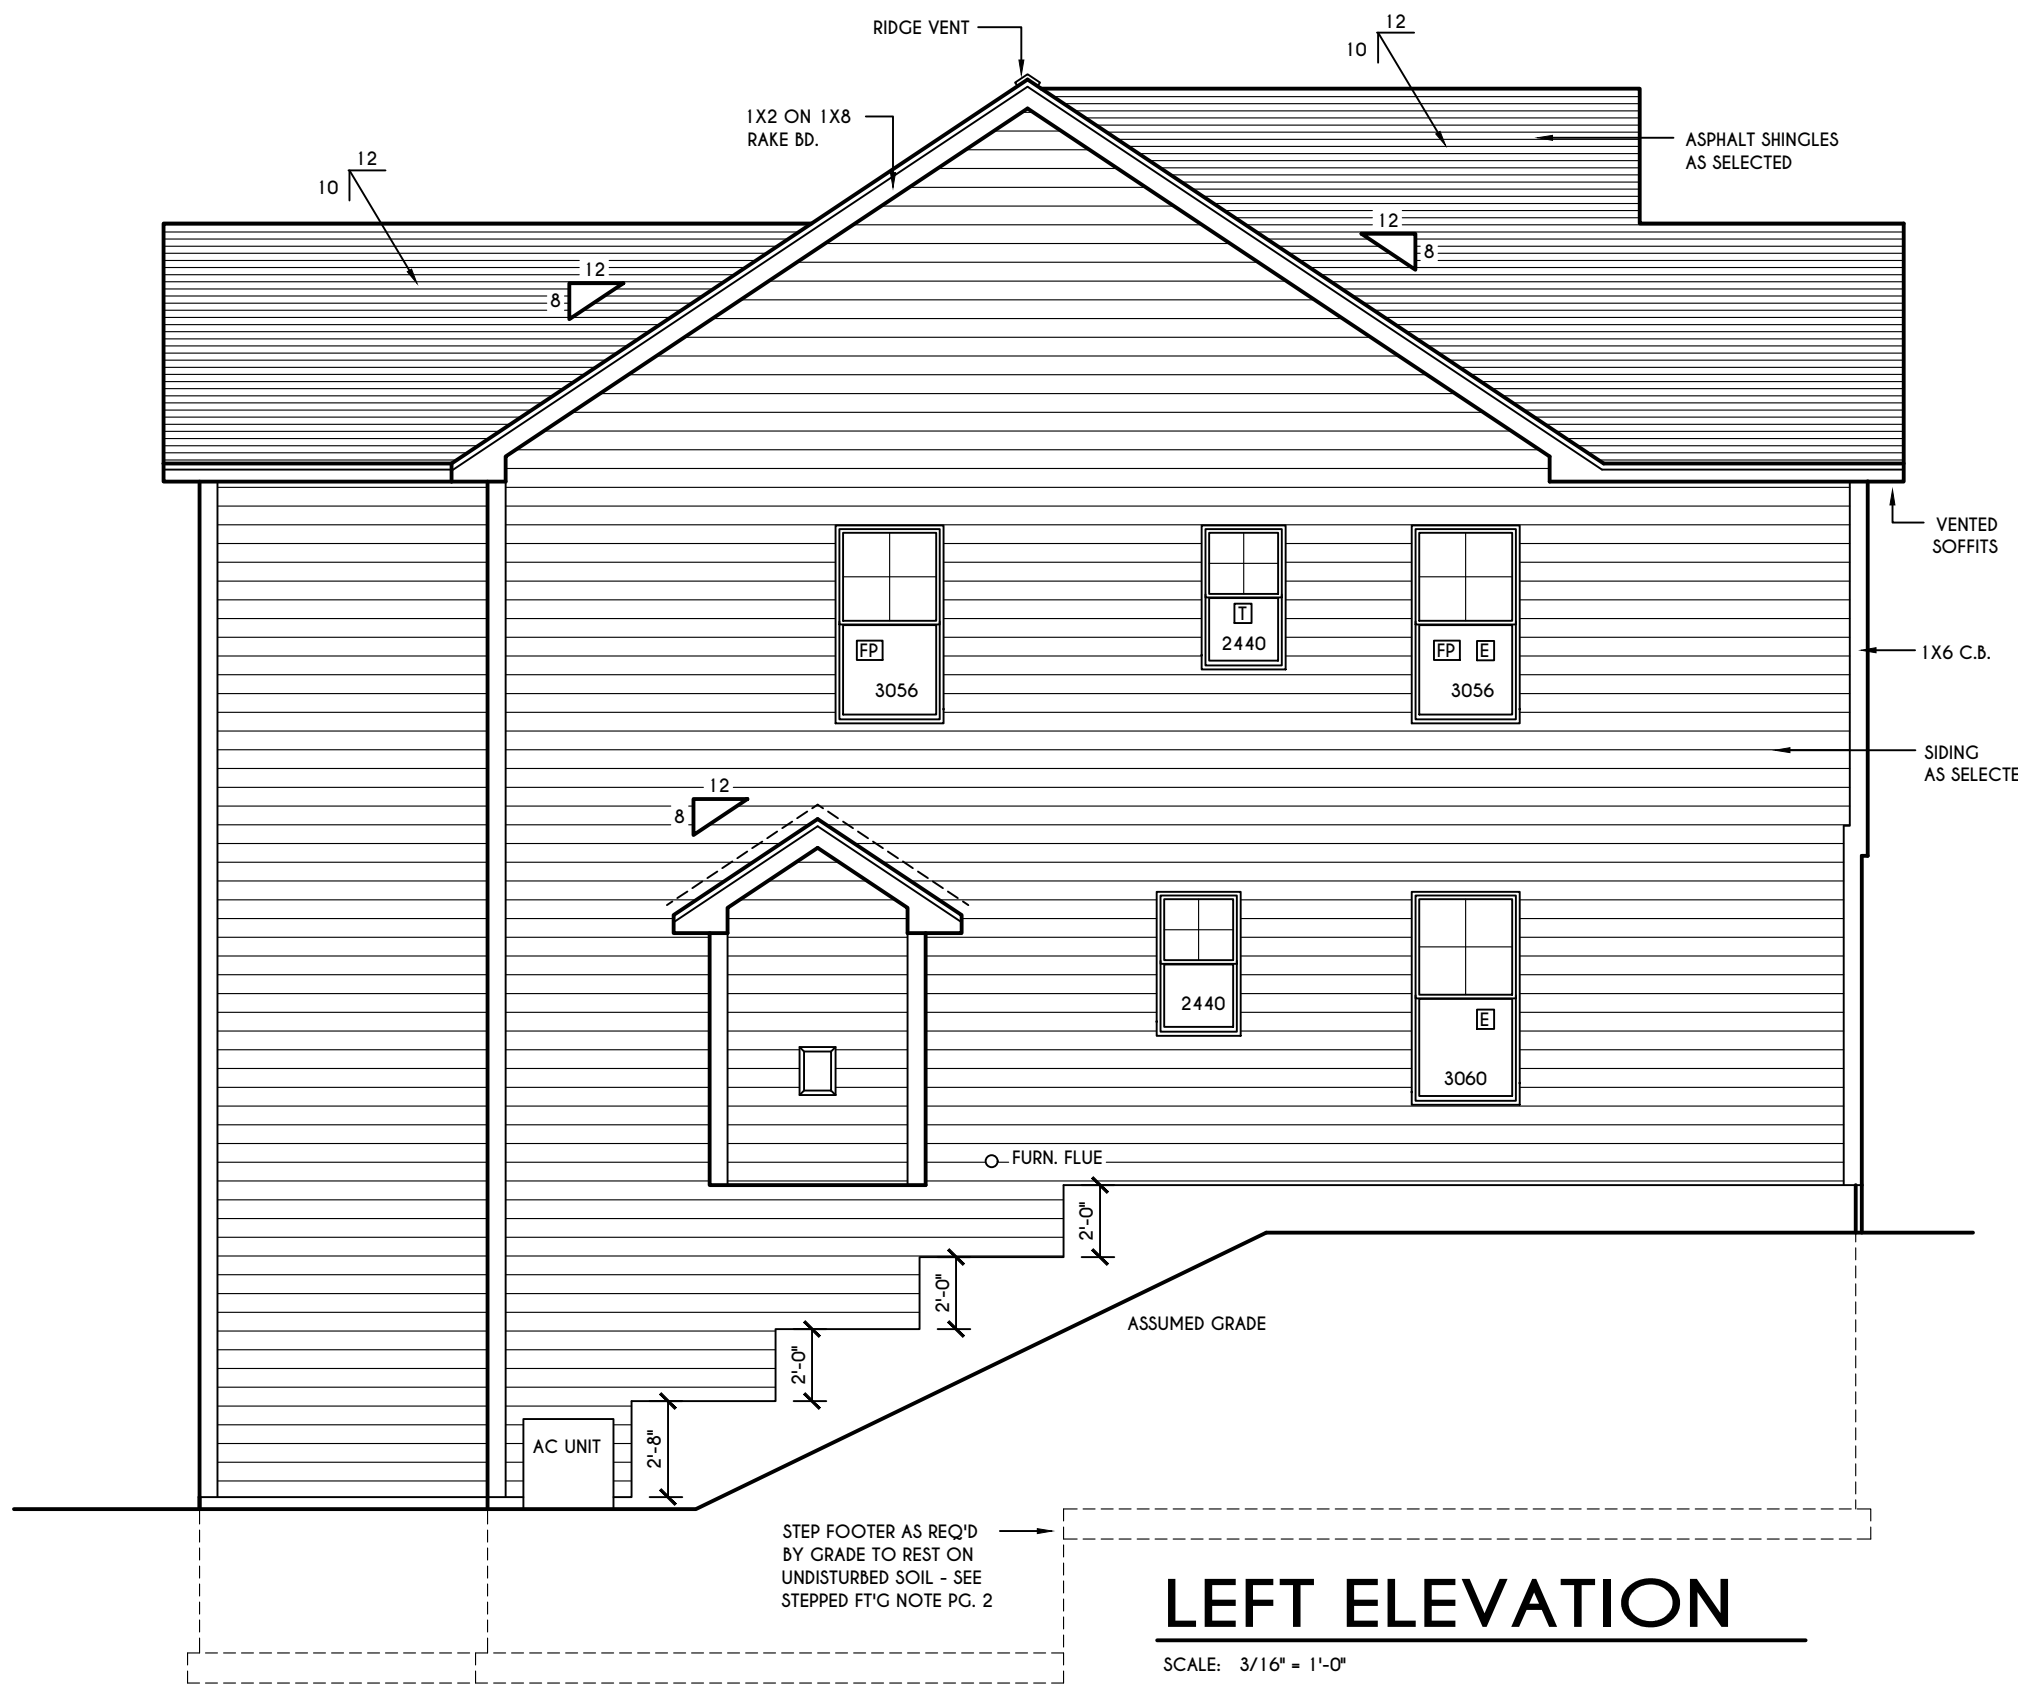 RIDGE VENT
12
10
1X2 ON 1X8
RAKE BD.
ASPHALT SHINGLES
AS SELECTED
12
10
12
8
12
8
VENTED
SOFFITS
FP
3056
T
2440
FP E
3056
1X6 C.B.
SIDING
AS SELECTE
12
8
2440
E
3060
FURN. FLUE
2'-0"
2'-0"
2'-0"
2'-8"
ASSUMED GRADE
AC UNIT
STEP FOOTER AS REQ'D
BY GRADE TO REST ON
UNDISTURBED SOIL - SEE
STEPPED FT'G NOTE PG. 2
LEFT ELEVATION
SCALE: 3/16" = 1'-0"